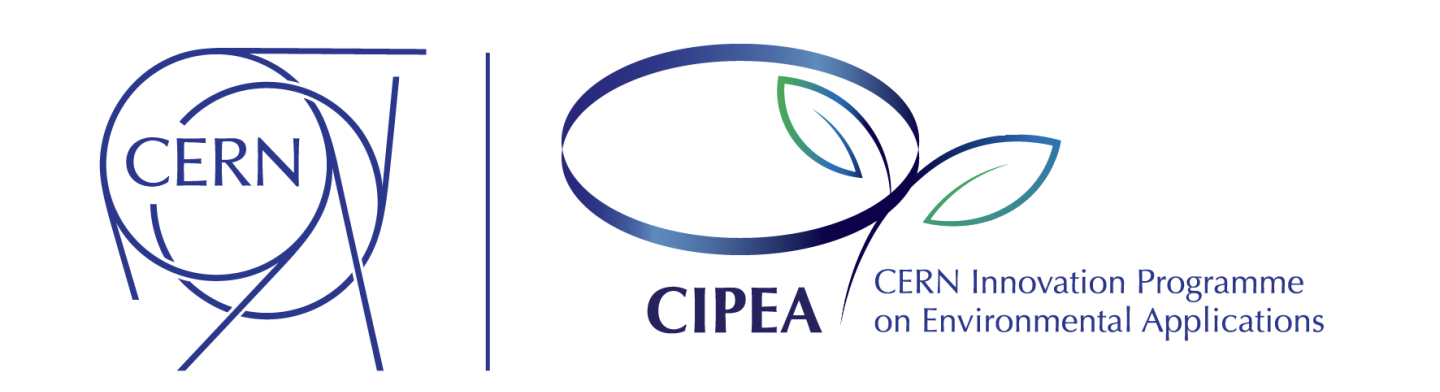 CERN
CIPEA
CERN Innovation Programme
on Environmental Applications